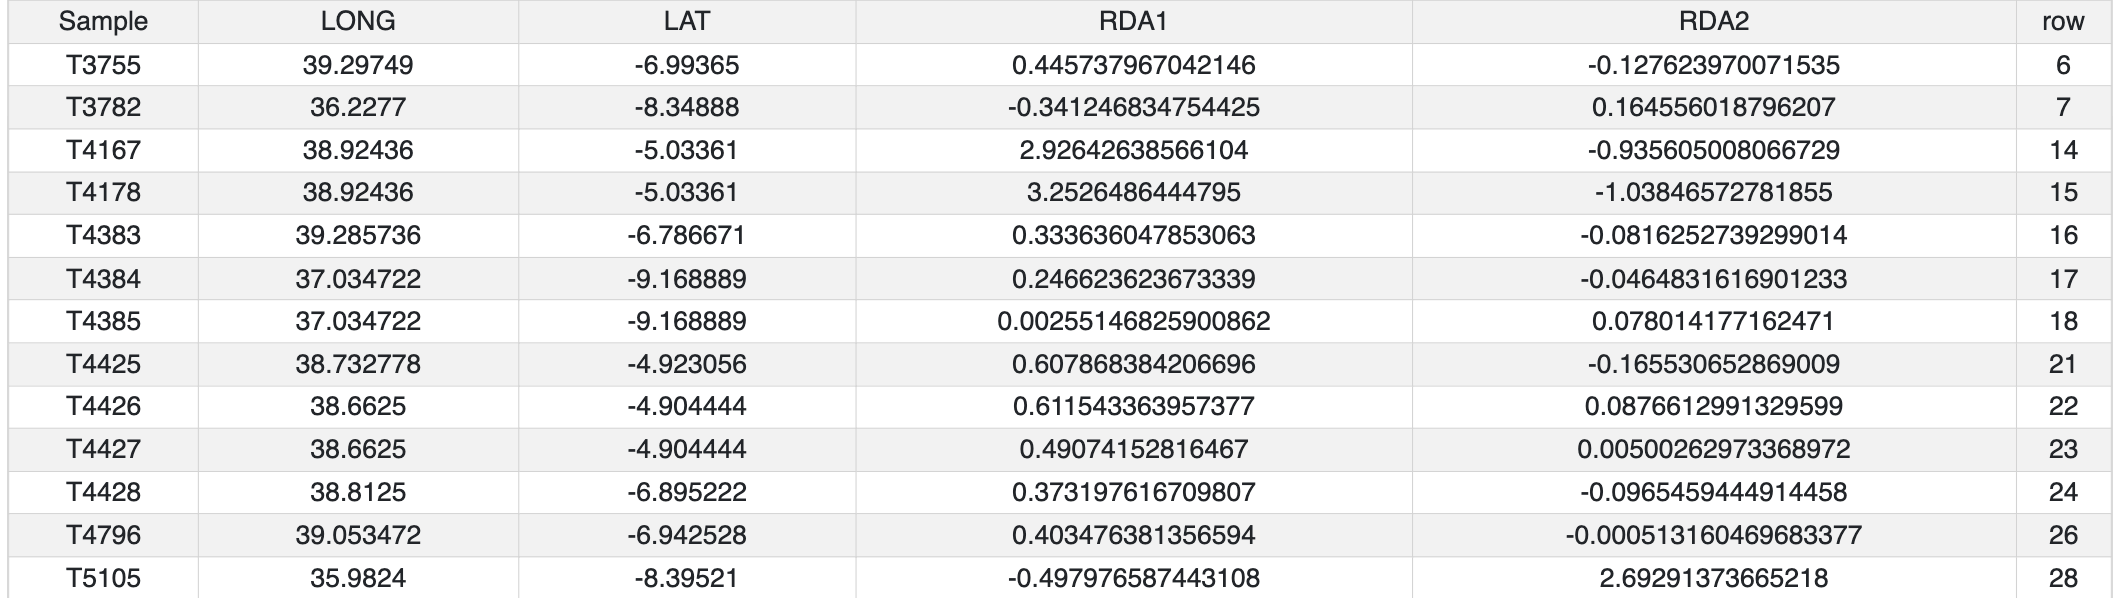 Sample LONG LAT RDA1 RDA2 row
T3755 39.29749 -6.99365 0.445737967042146 -0.127623970071535 6
T3782 36.2277 -8.34888 -0.341246834754425 0.164556018796207 7
T4167 38.92436 -5.03361 2.92642638566104 -0.935605008066729 14
T4178 38.92436 -5.03361 3.2526486444795 -1.03846572781855 15
T4383 39.285736 -6.786671 0.333636047853063 -0.0816252739299014 16
T4384 37.034722 -9.168889 0.246623623673339 -0.0464831616901233 17
T4385 37.034722 -9.168889 0.00255146825900862 0.078014177162471 18
T4425 38.732778 -4.923056 0.607868384206696 -0.165530652869009 21
T4426 38.6625 -4.904444 0.611543363957377 0.0876612991329599 22
T4427 38.6625 -4.904444 0.49074152816467 0.00500262973368972 23
T4428 38.8125 -6.895222 0.373197616709807 -0.0965459444914458 24
T4796 39.053472 -6.942528 0.403476381356594 -0.000513160469683377 26
T5105 35.9824 -8.39521 -0.497976587443108 2.69291373665218 28